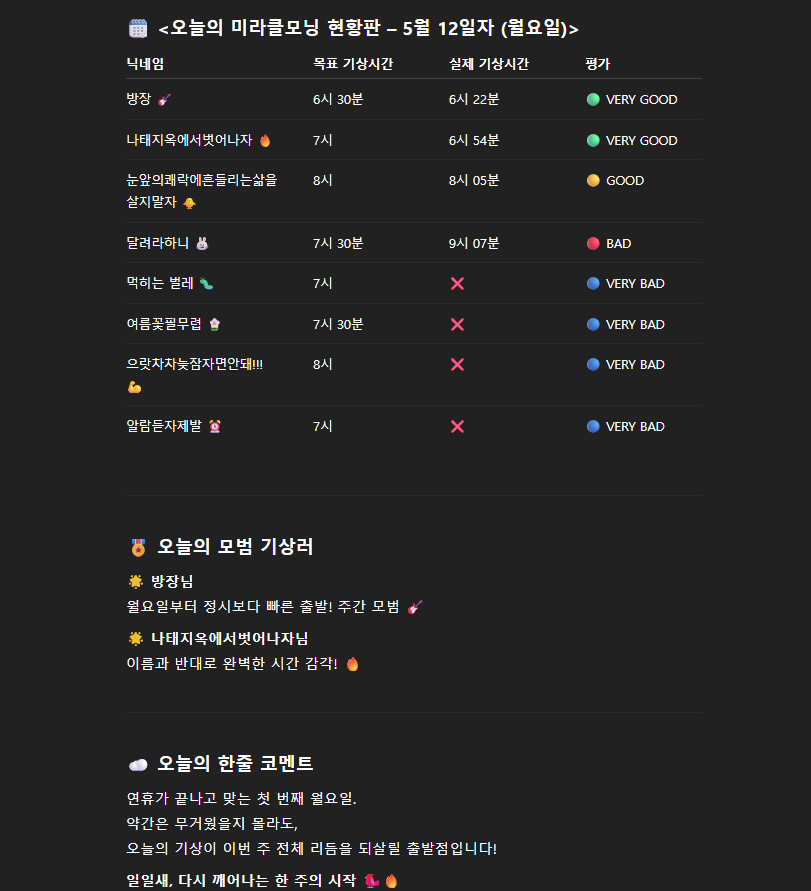 🗓️ <오늘의 미라클모닝 현황판 – 5월 12일자 (월요일)>
닉네임 목표 기상시간 실제 기상시간 평가
방장 🎸 6시 30분 6시 22분 🟢 VERY GOOD
나태지옥에서벗어나자 🔥 7시 6시 54분 🟢 VERY GOOD
눈앞의쾌락에흔들리는삶을 8시 8시 05분 🟡 GOOD
살지말자 🐥
달려라하니 🐰 7시 30분 9시 07분 🔴 BAD
먹히는 벌레 🐛 7시 ❌ 🔵 VERY BAD
여름꽃필무렵 🌸 7시 30분 ❌ 🔵 VERY BAD
으랏차차늦잠자면안돼!!! 8시 ❌ 🔵 VERY BAD
💪
알람듣자제발 ⏰ 7시 ❌ 🔵 VERY BAD
🏅 오늘의 모범 기상러
🌟 방장님
월요일부터 정시보다 빠른 출발! 주간 모범 🎸
🌟 나태지옥에서벗어나자님
이름과 반대로 완벽한 시간 감각! 🔥
☁️ 오늘의 한줄 코멘트
연휴가 끝나고 맞는 첫 번째 월요일.
약간은 무거웠을지 몰라도,
오늘의 기상이 이번 주 전체 리듬을 되살릴 출발점입니다!
일일새, 다시 깨어나는 한 주의 시작 🐦‍🔥